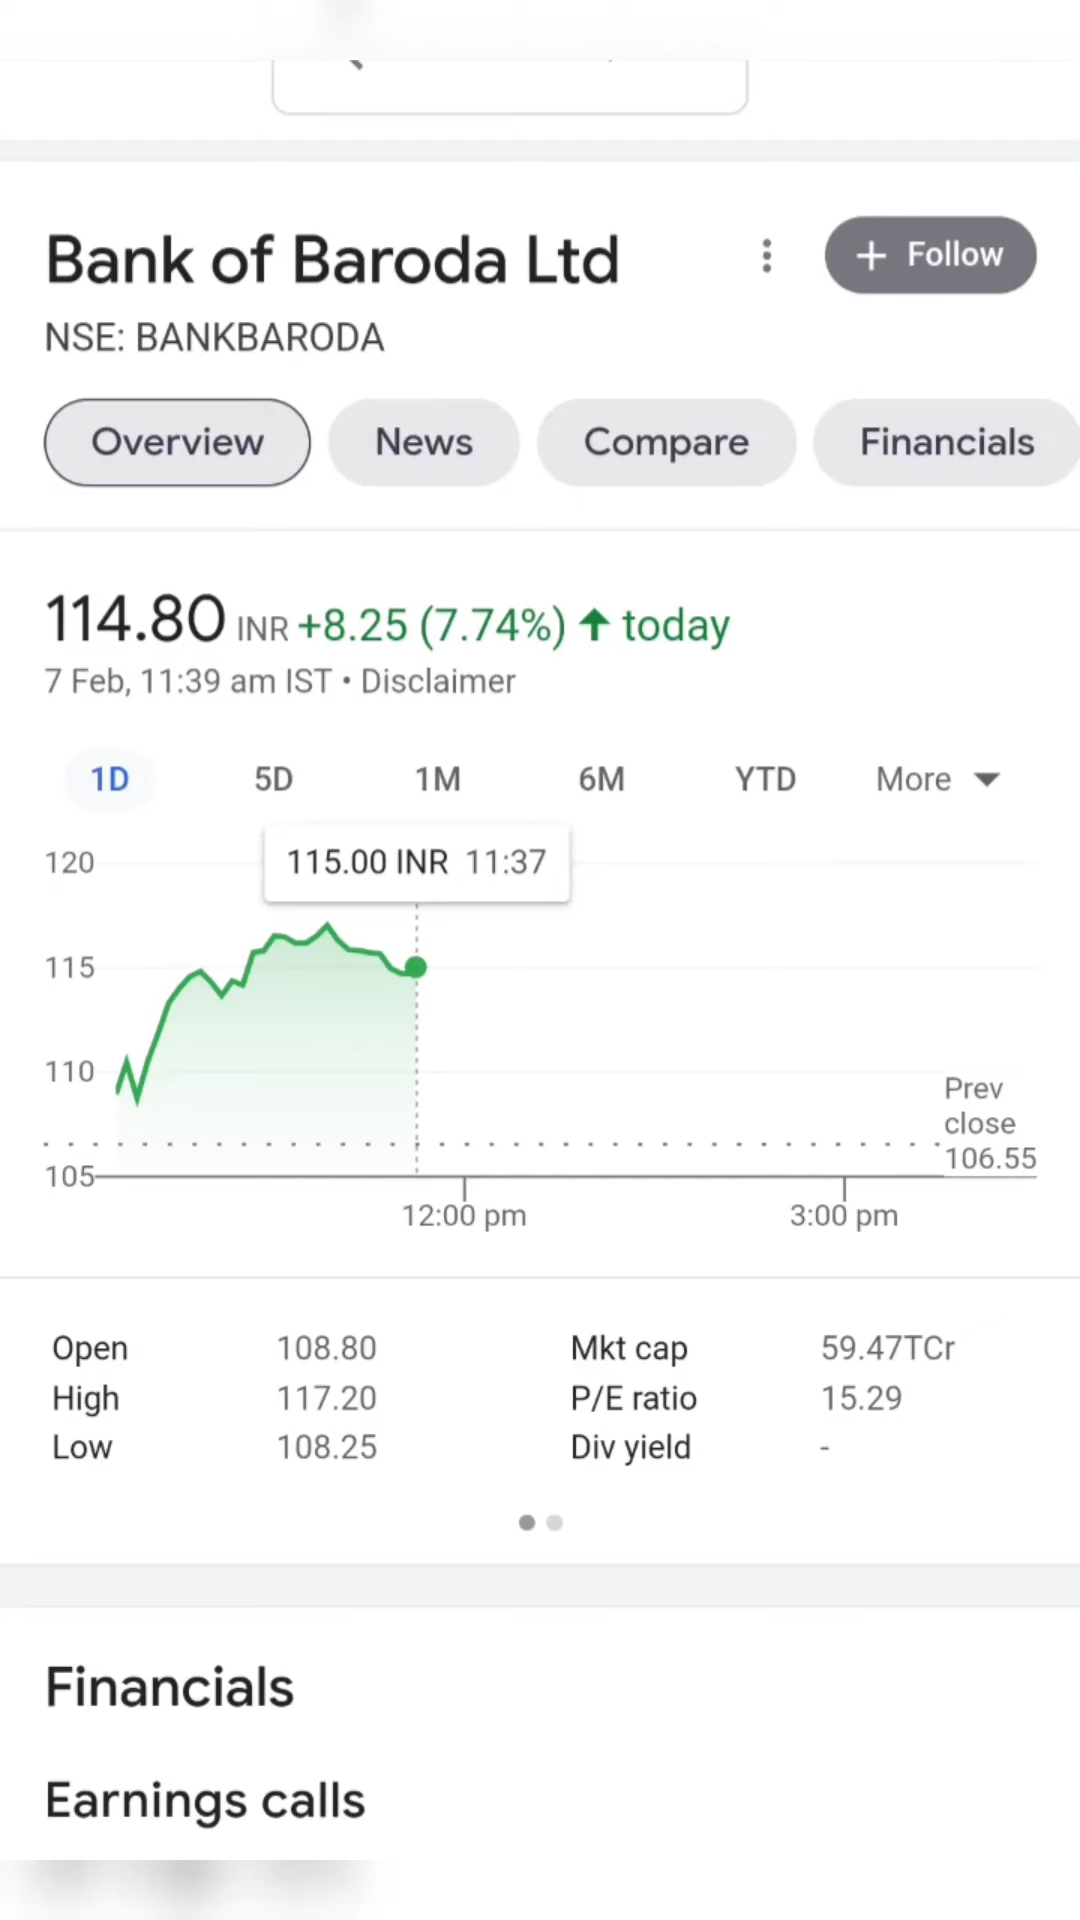 Bank of Baroda Ltd
+ Follow
NSE: BANKBARODA
Overview
News
Compare
Financials
114.80 INR +8.25 (7.74%) ↑ today
7 Feb, 11:39 am IST • Disclaimer
1D
5D
1M
6M
YTD
More
115.00 INR 11:37
120
115
110
105
Prev
close
106.55
12:00 pm
3:00 pm
Open 108.80
High 117.20
Low 108.25
Mkt cap 59.47TCr
P/E ratio 15.29
Div yield -
Financials
Earnings calls